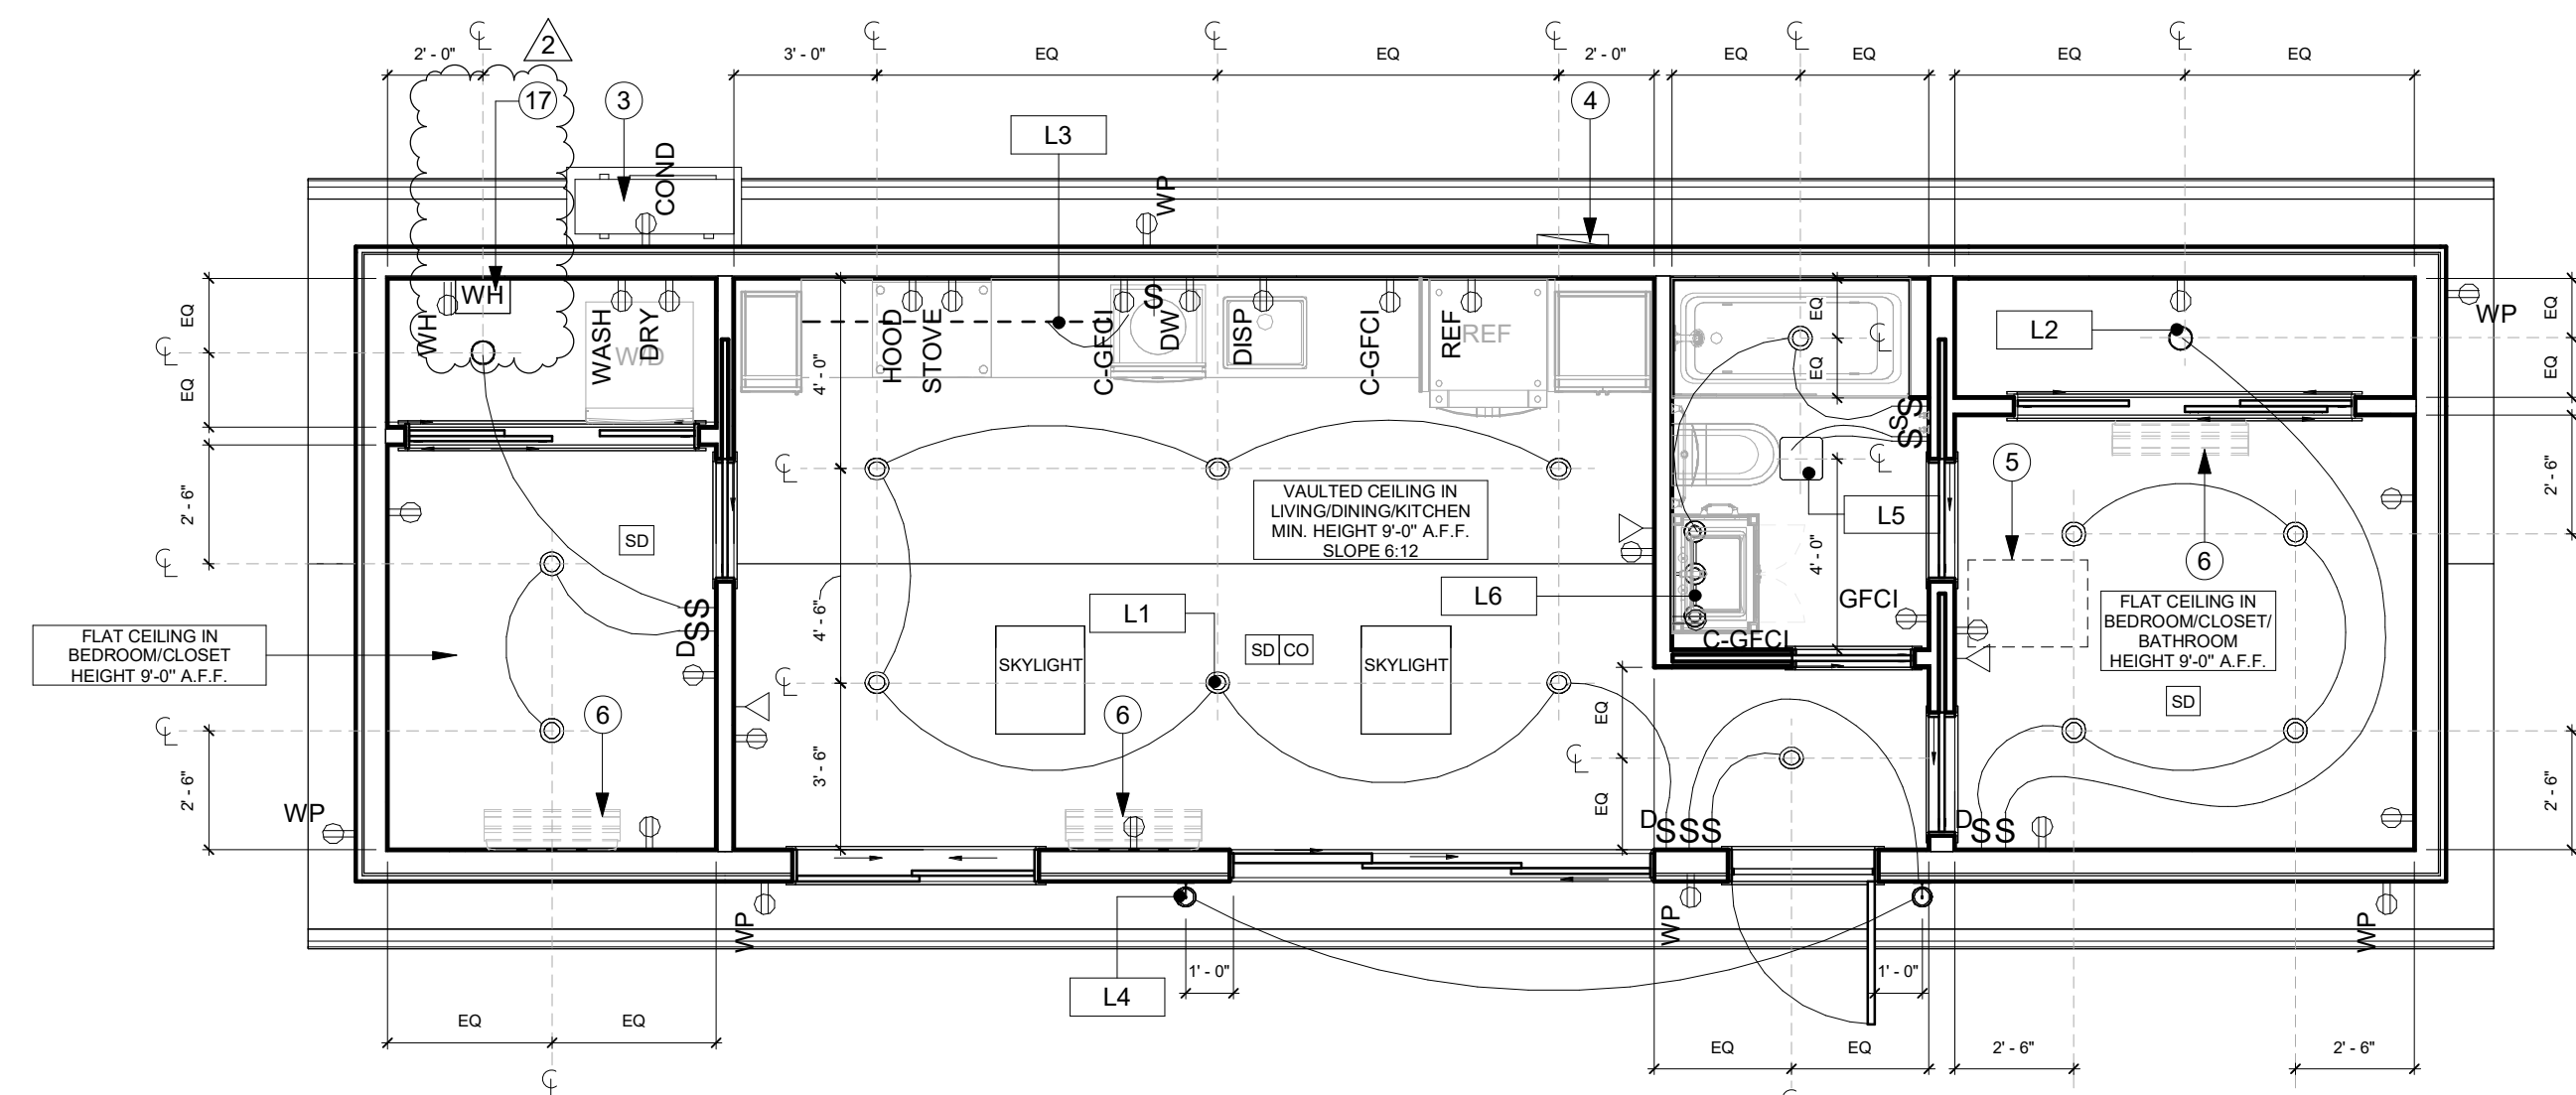 2' - 0"
2
3' - 0"
EQ
EQ
2' - 0"
EQ
EQ
EQ
EQ
17
3
4
L3
COND
WP
WH
WH
WASH
DRY
W/D
HOOD
STOVE
C-GFCI
S
DW
DISP
C-GFCI
REF
REF
EQ
EQ
L2
WP
EQ
EQ
EQ
EQ
4' - 0"
S
S
S
2' - 6"
SD
VAULTED CEILING IN
LIVING/DINING/KITCHEN
MIN. HEIGHT 9'-0" A.F.F.
SLOPE 6:12
L5
5
2' - 6"
4' - 0"
6
L6
GFCI
C-GFCI
FLAT CEILING IN
BEDROOM/CLOSET/
BATHROOM
HEIGHT 9'-0" A.F.F.
SD
FLAT CEILING IN
BEDROOM/CLOSET
HEIGHT 9'-0" A.F.F.
DSS
4' - 6"
L1
SKYLIGHT
SD CO
SKYLIGHT
6
6
EQ
EQ
2' - 6"
3' - 6"
2' - 6"
WP
DSSS
DSS
WP
WP
WP
L4
1' - 0"
1' - 0"
EQ
EQ
EQ
EQ
2' - 6"
2' - 6"